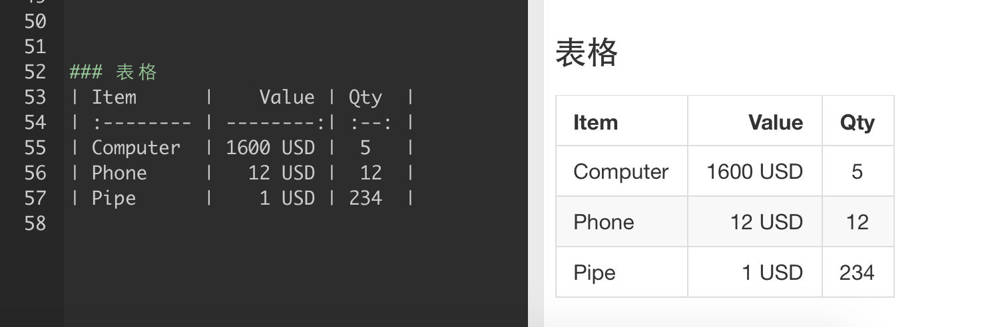 49
50
51
52 ### 表格
53 | Item      |    Value | Qty  |
54 | :-------- | --------:| :--: |
55 | Computer  | 1600 USD |  5   |
56 | Phone     |   12 USD |  12  |
57 | Pipe      |    1 USD | 234  |
58
表格
Item Value Qty
Computer 1600 USD 5
Phone 12 USD 12
Pipe 1 USD 234